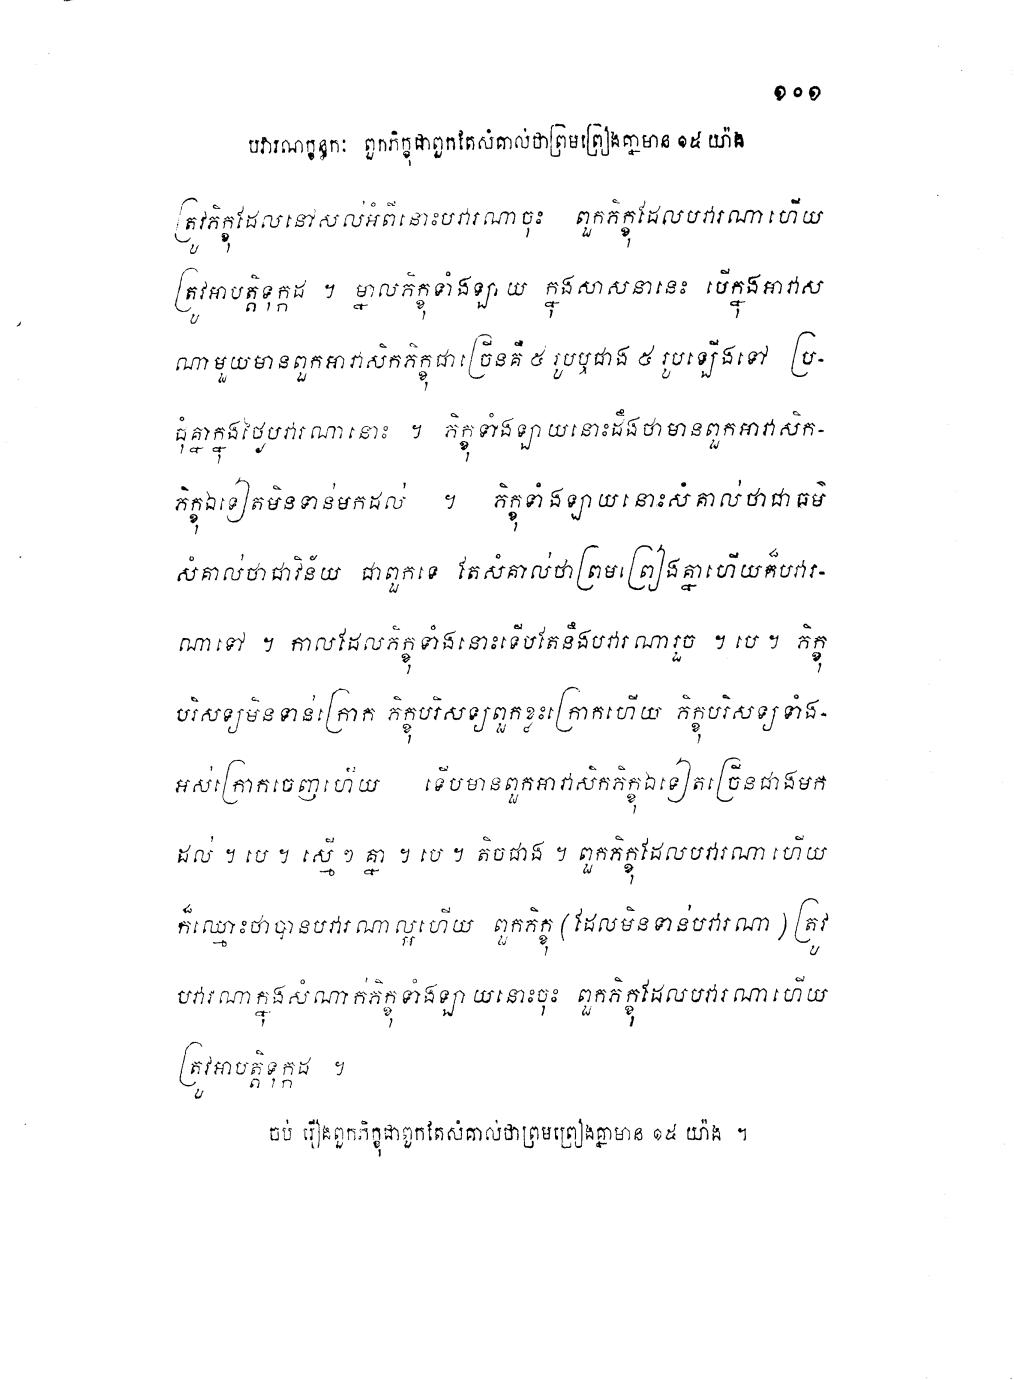 ១០១
បវារណក្ខន្ធកៈ ពួកភិក្ខុជាពួកតែសំគាល់ថាព្រមព្រៀងគ្នាមាន ១៥ យ៉ាង
ត្រូវភិក្ខុដែលនៅសល់អំពីនោះបវារណាចុះ ពួកភិក្ខុដែលបវារណាហើយ
ត្រូវអាបត្តិទុក្កដ ។ ម្នាលភិក្ខុទាំងឡាយ ក្នុងសាសនានេះ បើក្នុងអាវាស
ណាមួយមានពួកអាវាសិកភិក្ខុជាច្រើនគឺ ៥ រូបឬជាង ៥ រូបឡើងទៅ ប្រ-
ជុំគ្នាក្នុងថ្ងៃបវារណានោះ ។ ភិក្ខុទាំងឡាយនោះដឹងថាមានពួកអាវាសិក-
ភិក្ខុឯទៀតមិនទាន់មកដល់ ។ ភិក្ខុទាំងឡាយនោះសំគាល់ថាជាធម៌
សំគាល់ថាជាវិន័យ ជាពួកទេ តែសំគាល់ថាព្រមព្រៀងគ្នាហើយក៏បវារ-
ណាទៅ ។ កាលដែលភិក្ខុទាំងនោះទើបតែនឹងបវារណារួច ។ បេ ។ ភិក្ខុ
បរិសទ្យមិនទាន់ក្រោក ភិក្ខុបរិសទ្យពួកខ្លះក្រោកហើយ ភិក្ខុបរិសទ្យទាំង-
អស់ក្រោកចេញហើយ ទើបមានពួកអាវាសិកភិក្ខុឯទៀតច្រើនជាងមក
ដល់ ។ បេ ។ ស្មើ ៗ គ្នា ។ បេ ។ តិចជាង ។ ពួកភិក្ខុដែលបវារណាហើយ
ក៏ឈ្មោះថាបានបវារណាល្អហើយ ពួកភិក្ខុ (ដែលមិនទាន់បវារណា) ត្រូវ
បវារណាក្នុងសំណាក់ភិក្ខុទាំងឡាយនោះចុះ ពួកភិក្ខុដែលបវារណាហើយ
ត្រូវអាបត្តិទុក្កដ ។
ចប់ រឿងពួកភិក្ខុជាពួកតែសំគាល់ថាព្រមព្រៀងគ្នាមាន ១៥ យ៉ាង ។